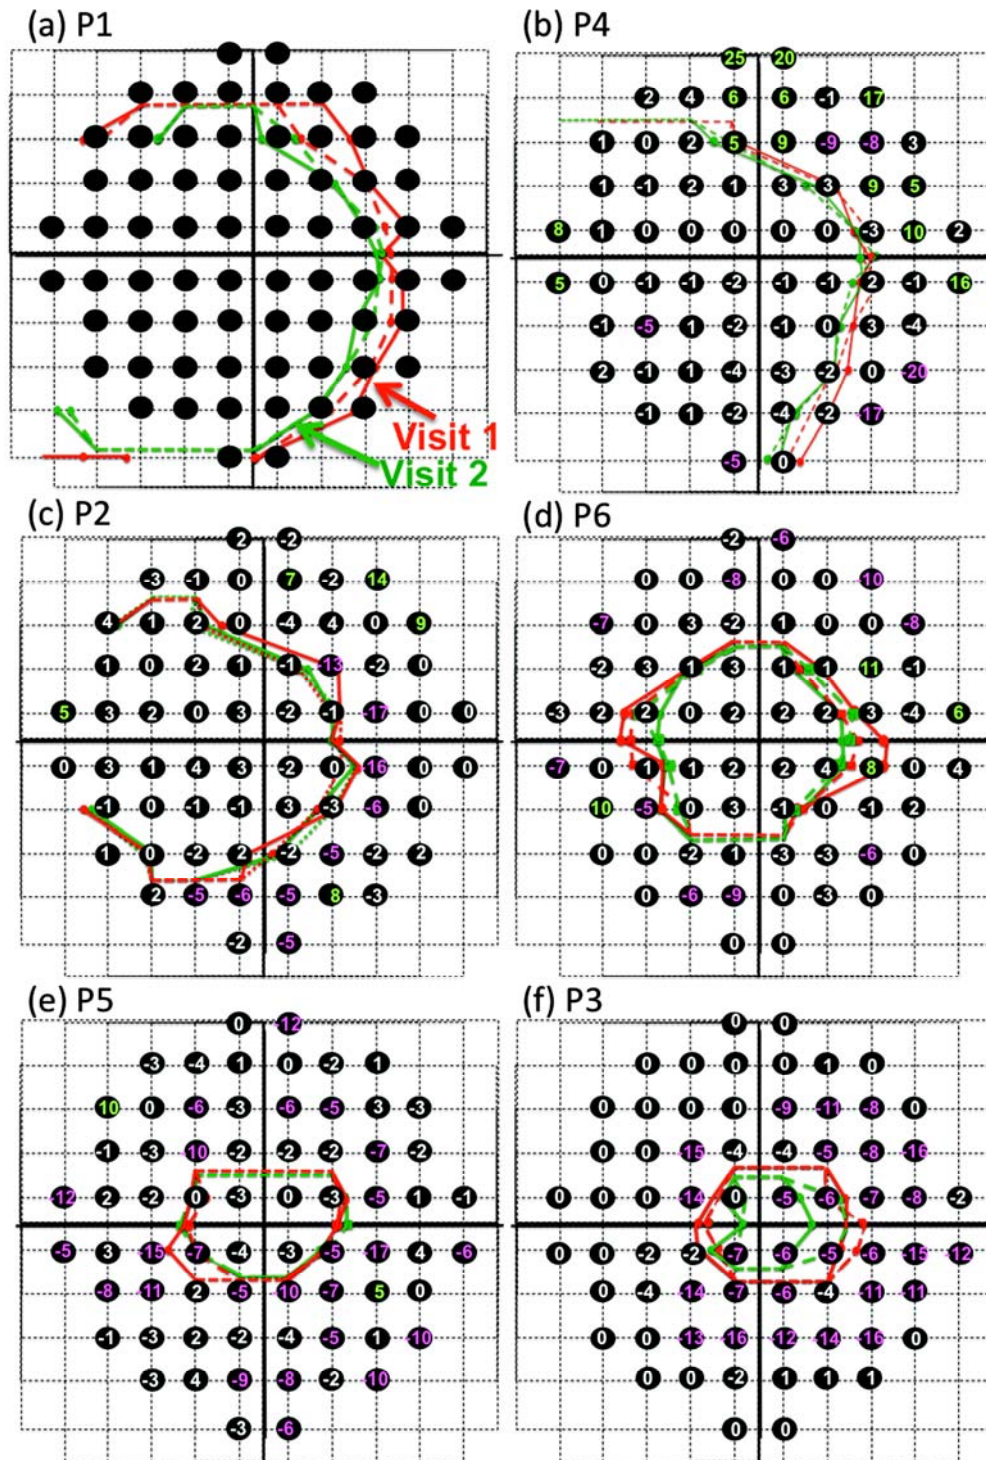 (a) P1
Visit 1
Visit 2
(b) P4
25 20
2 4 6 6 -1 17
1 0 2 5 9 -9 -8 3
1 -1 2 1 3 3 9 5
8 1 0 0 0 0 0 -3 10 2
5 0 -1 -1 -2 -1 -1 2 -1 16
-1 -5 1 -2 -1 0 3 -4
2 -1 1 -4 -3 -2 0 -20
-1 1 -2 -4 -2 -17
-5 0
(c) P2
2 -2
-3 -1 0 7 -2 14
4 1 2 0 -4 4 0 9
1 0 2 1 -1 -13 -2 0
5 3 2 0 3 -2 -1 -17 0 0
0 3 1 4 3 -2 0 -16 0 0
-1 0 -1 -1 3 -3 -6 0
1 0 -2 2 -2 -5 -2 2
2 -5 -6 -5 8 -3
-2 -5
(d) P6
-2 -6
0 0 -8 0 0 10
-7 0 3 -2 1 0 0 -8
-2 3 1 3 1 1 11 -1
-3 2 2 0 2 2 2 3 -4 6
-7 0 1 1 2 2 4 8 0 4
10 -5 0 3 -1 0 -1 2
0 0 -2 1 -3 -3 -6 0
0 -6 -9 0 -3 0
0 0
(e) P5
0 -12
-3 -4 1 0 -2 1
10 0 -6 -3 -6 -5 3 -3
-1 -3 -10 -2 -2 -2 -7 -2
-12 2 -2 0 -3 0 -3 -5 1 -1
-5 3 -15 -7 -4 -3 -5 -17 4 -6
-8 -11 2 -5 -10 -7 5 0
-1 -3 2 -2 -4 -5 1 -10
-3 4 -9 -8 -2 -10
-3 -6
(f) P3
0 0
0 0 0 0 1 0
0 0 0 0 -9 -11 -8 0
0 0 -15 -4 -4 -5 -8 -16
0 0 0 -14 0 -5 -6 -7 -8 -2
0 0 -2 -2 -7 -6 -5 -6 -15 -12
0 -4 -14 -7 -6 -4 -11 -11
0 0 -13 -16 -12 -14 -16 0
0 0 -2 1 1 1
0 0